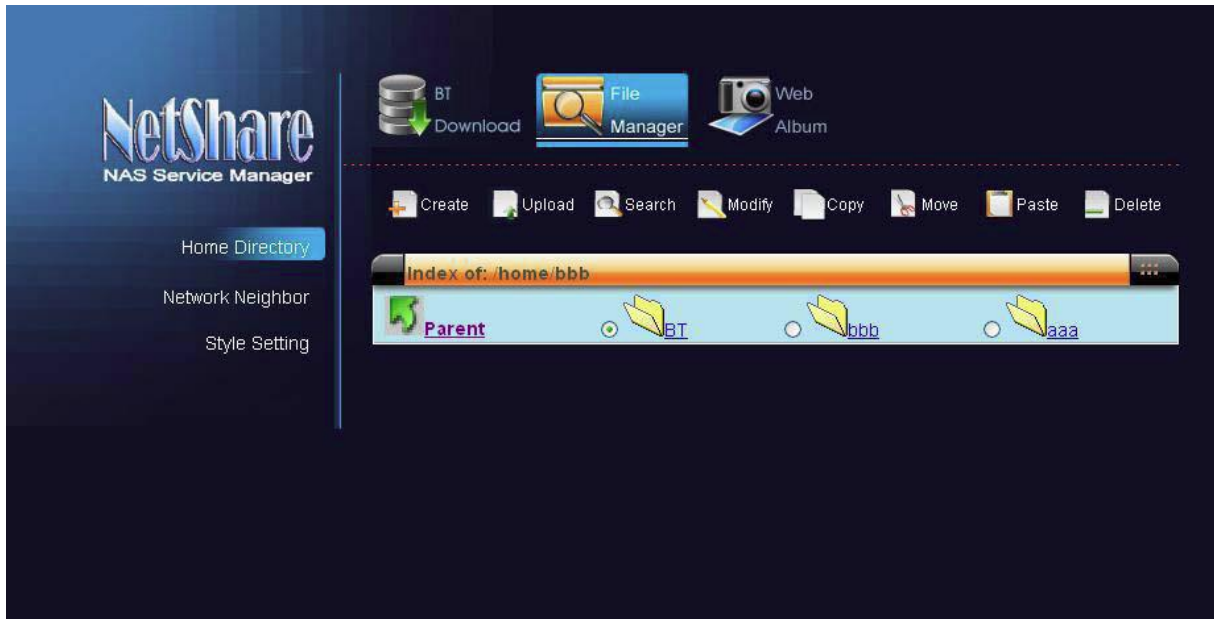 NetShare
NAS Service Manager
BT
Download
File
Manager
Web
Album
Create Upload Search Modify Copy Move Paste Delete
Home Directory
Network Neighbor
Style Setting
Index of: /home/bbb
Parent BT bbb aaa